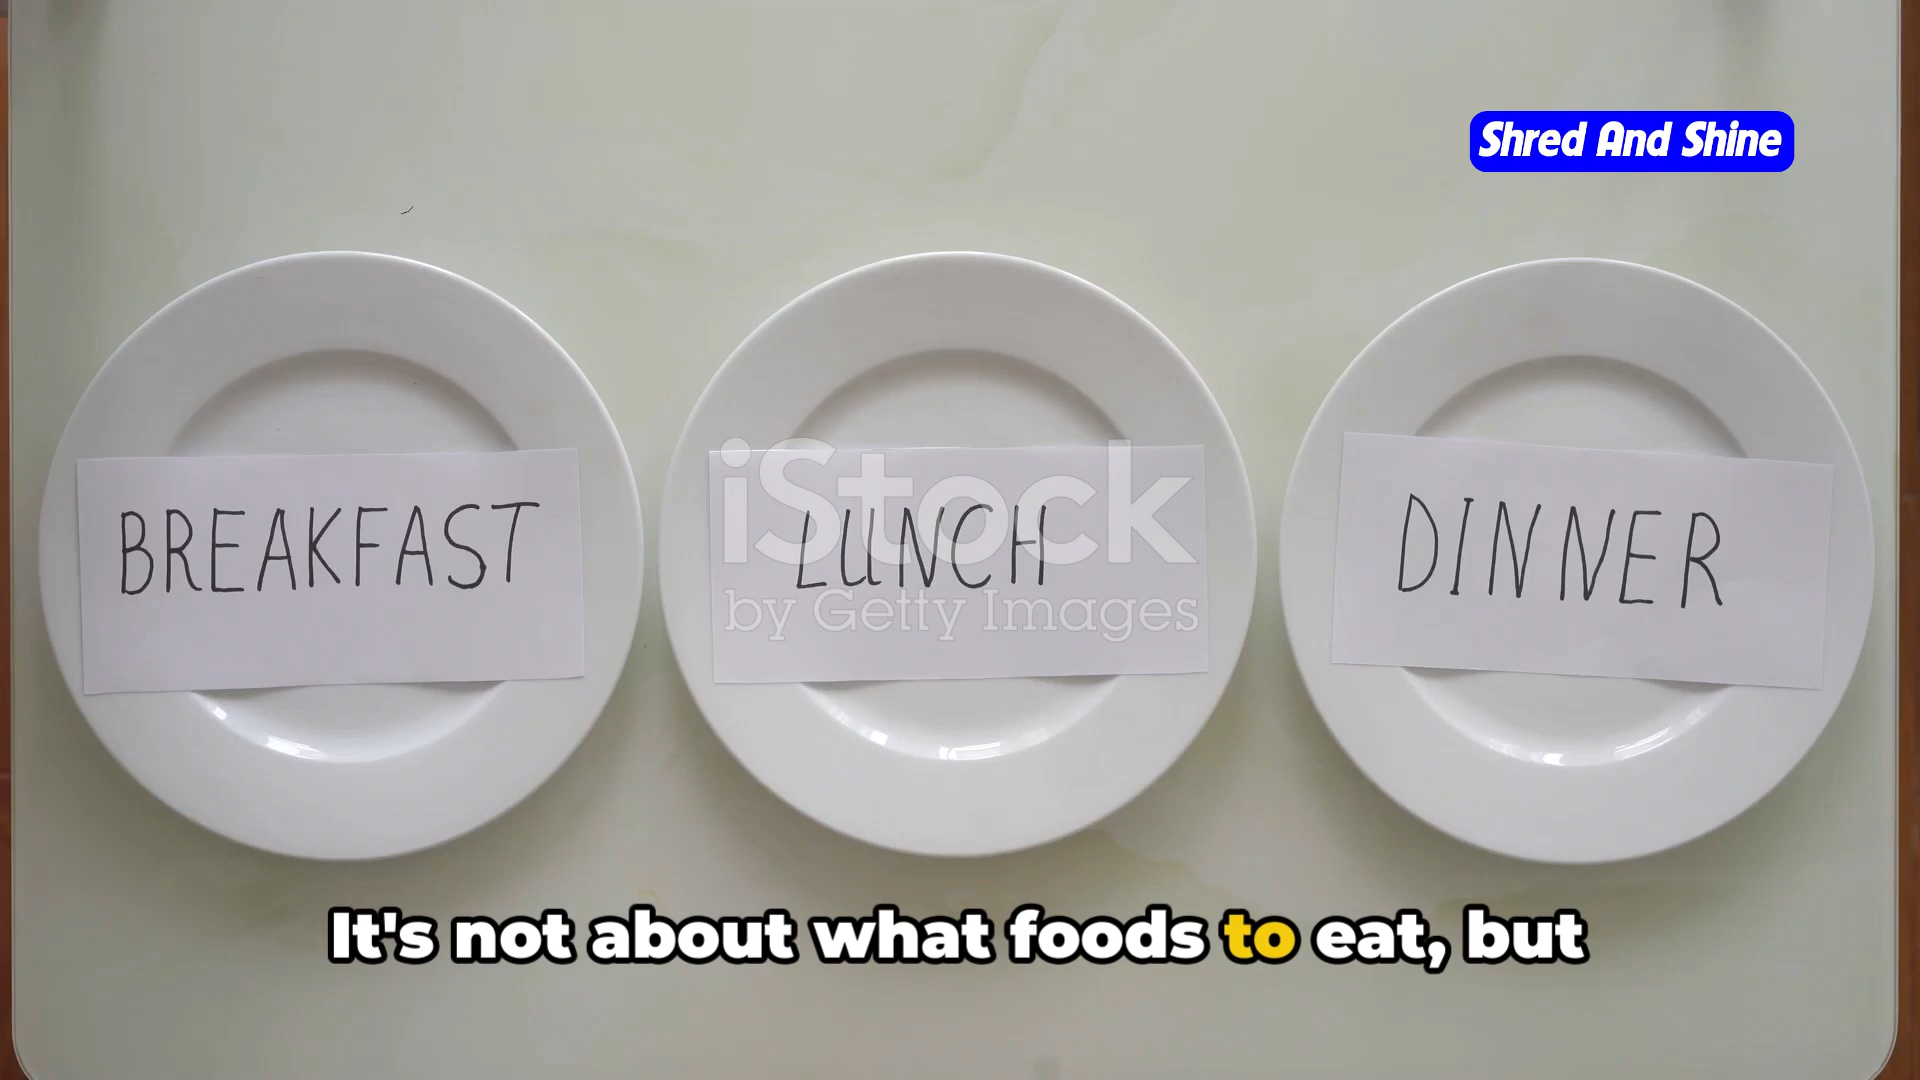 Shred And Shine
BREAKFAST
LUNCH
DINNER
iStock
by Getty Images
It's not about what foods to eat, but